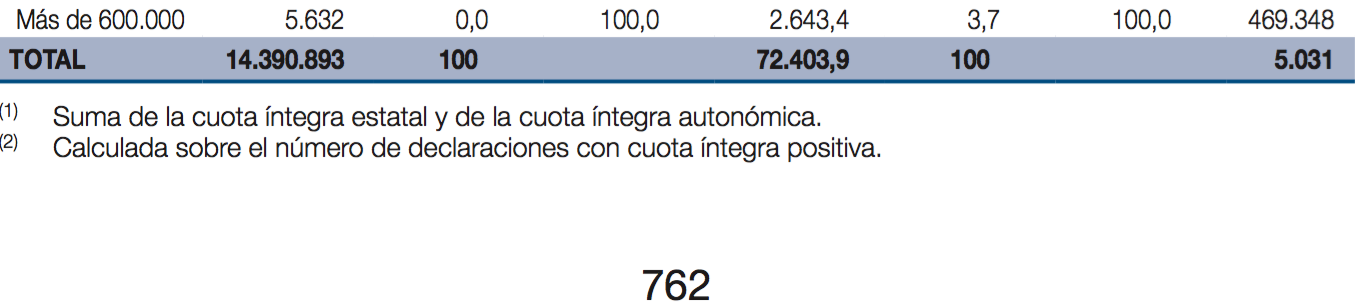 Más de 600.000 5.632 0,0 100,0 2.643,4 3,7 100,0 469.348
TOTAL 14.390.893 100 72.403,9 100 5.031
(1) Suma de la cuota íntegra estatal y de la cuota íntegra autonómica.
(2) Calculada sobre el número de declaraciones con cuota íntegra positiva.
762